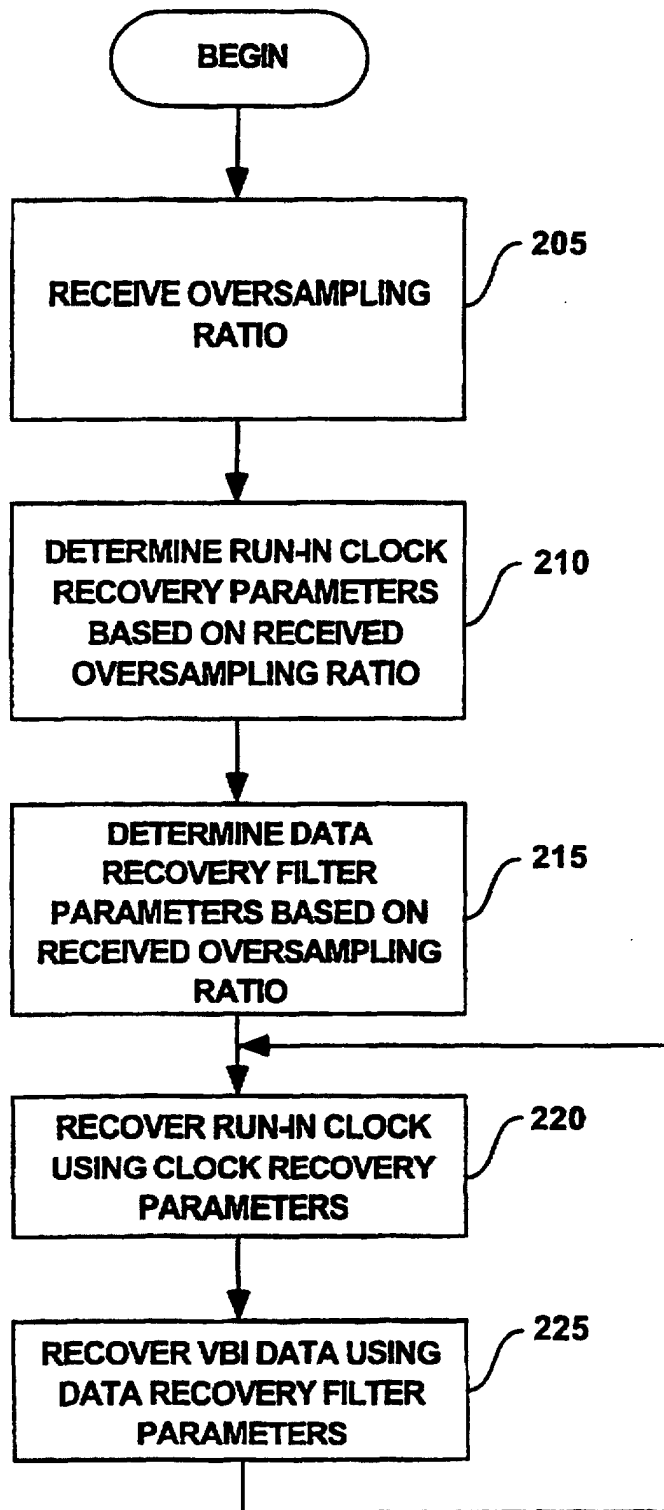 BEGIN
RECEIVE OVERSAMPLING
RATIO
205
DETERMINE RUN-IN CLOCK
RECOVERY PARAMETERS
BASED ON RECEIVED
OVERSAMPLING RATIO
210
DETERMINE DATA
RECOVERY FILTER
PARAMETERS BASED ON
RECEIVED OVERSAMPLING
RATIO
215
RECOVER RUN-IN CLOCK
USING CLOCK RECOVERY
PARAMETERS
220
RECOVER VBI DATA USING
DATA RECOVERY FILTER
PARAMETERS
225